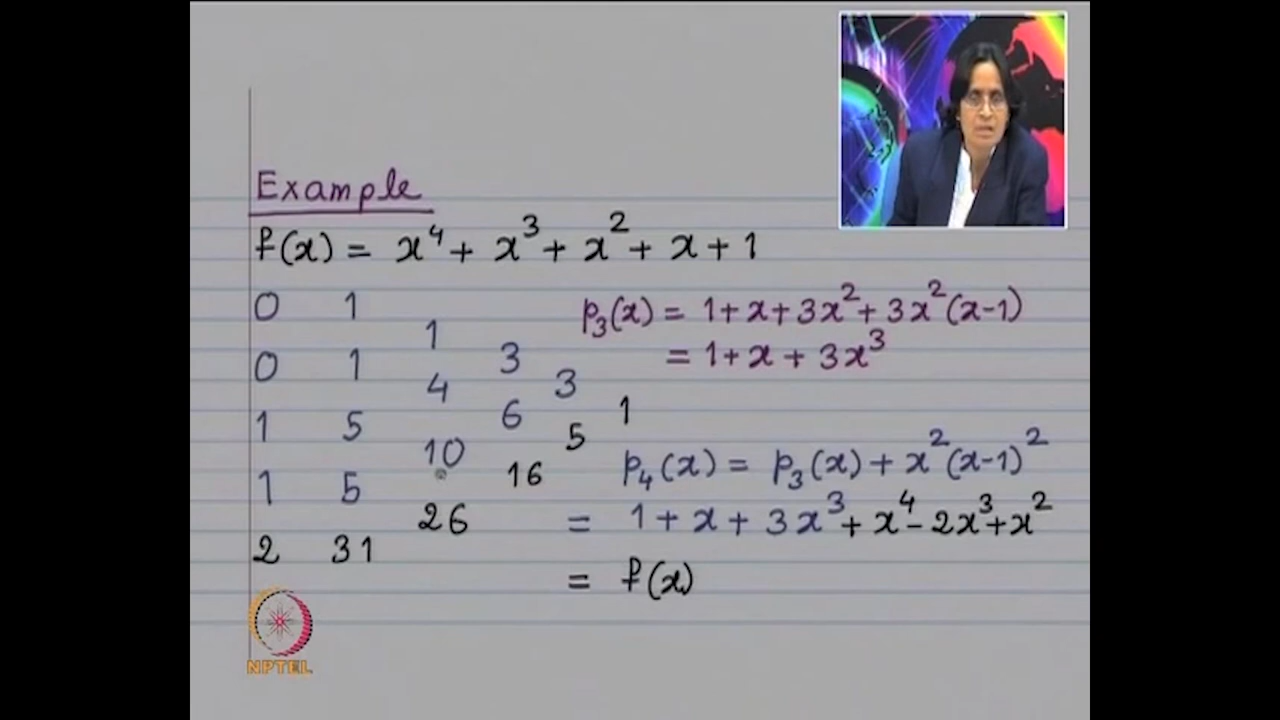 Example
f(x) = x⁴ + x³ + x² + x + 1
0 1
p₃(x) = 1 + x + 3x² + 3x²(x-1)
1
0 1 3
= 1 + x + 3x³
4 3
1 5 6 1
10 5
p₄(x) = p₃(x) + x²(x-1)²
1 5 16
26
= 1 + x + 3x³ + x⁴ - 2x³ + x²
2 31
= f(x)
NPTEL